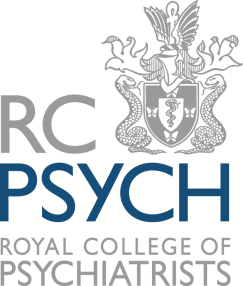 RC
PSYCH
ROYAL COLLEGE OF
PSYCHIATRISTS